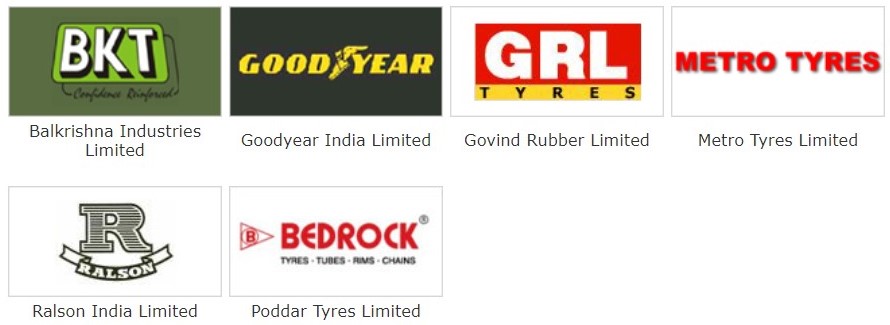 BKT
Confidence Reinforced
GOODYEAR
GRL
TYRES
METRO TYRES
Balkrishna Industries
Limited
Goodyear India Limited
Govind Rubber Limited
Metro Tyres Limited
R
RALSON
B BEDROCK®
TYRES - TUBES - RIMS - CHAINS
Ralson India Limited
Poddar Tyres Limited